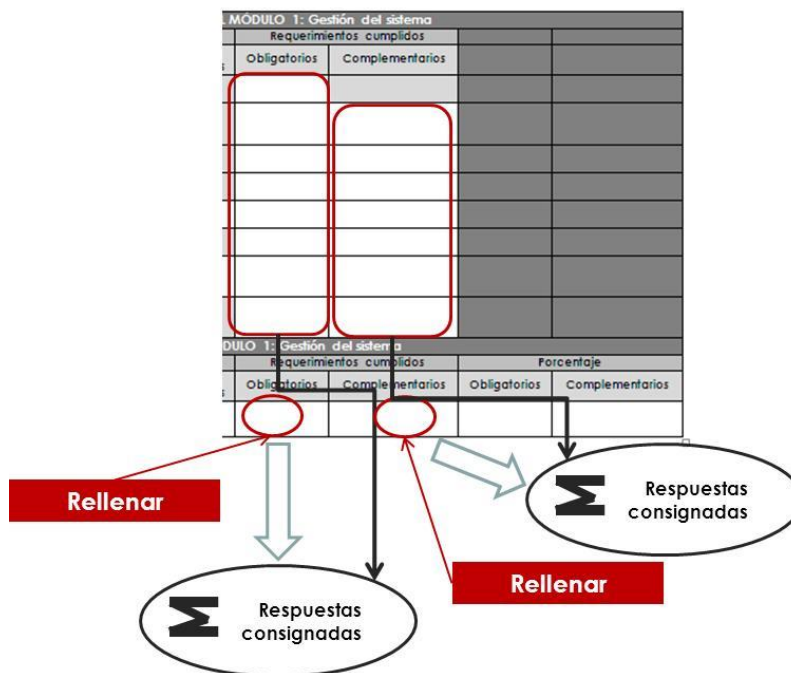 L MÓDULO 1: Gestión del sistema
Requerimientos cumplidos
s Obligatorios Complementarios
DULO 1: Gestión del sistema
Requerimientos cumplidos Porcentaje
s Obligatorios Complementarios Obligatorios Complementarios
Rellenar
Σ Respuestas
consignadas
Rellenar
Σ Respuestas
consignadas